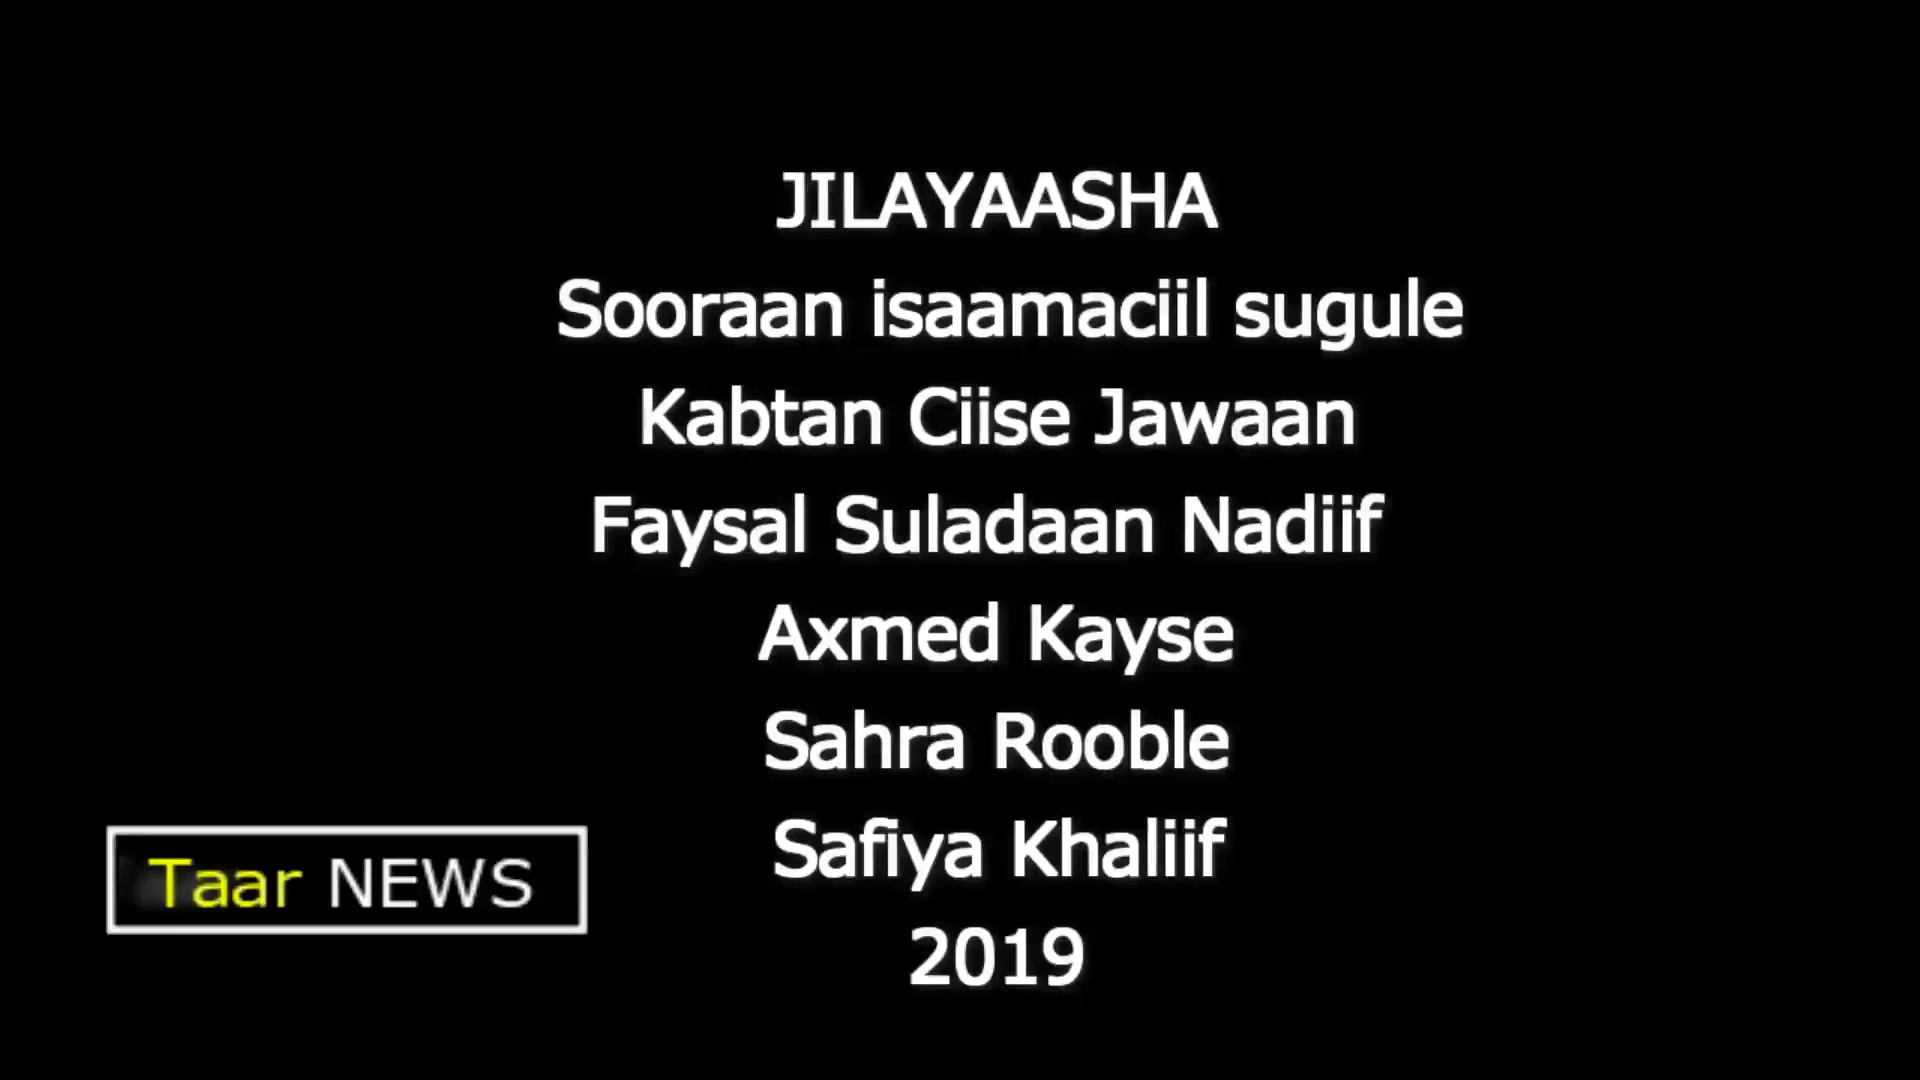 JILAYAASHA
Sooraan isaamaciil sugule
Kabtan Ciise Jawaan
Faysal Suladaan Nadiif
Axmed Kayse
Sahra Rooble
Safiya Khaliif
Taar NEWS
2019